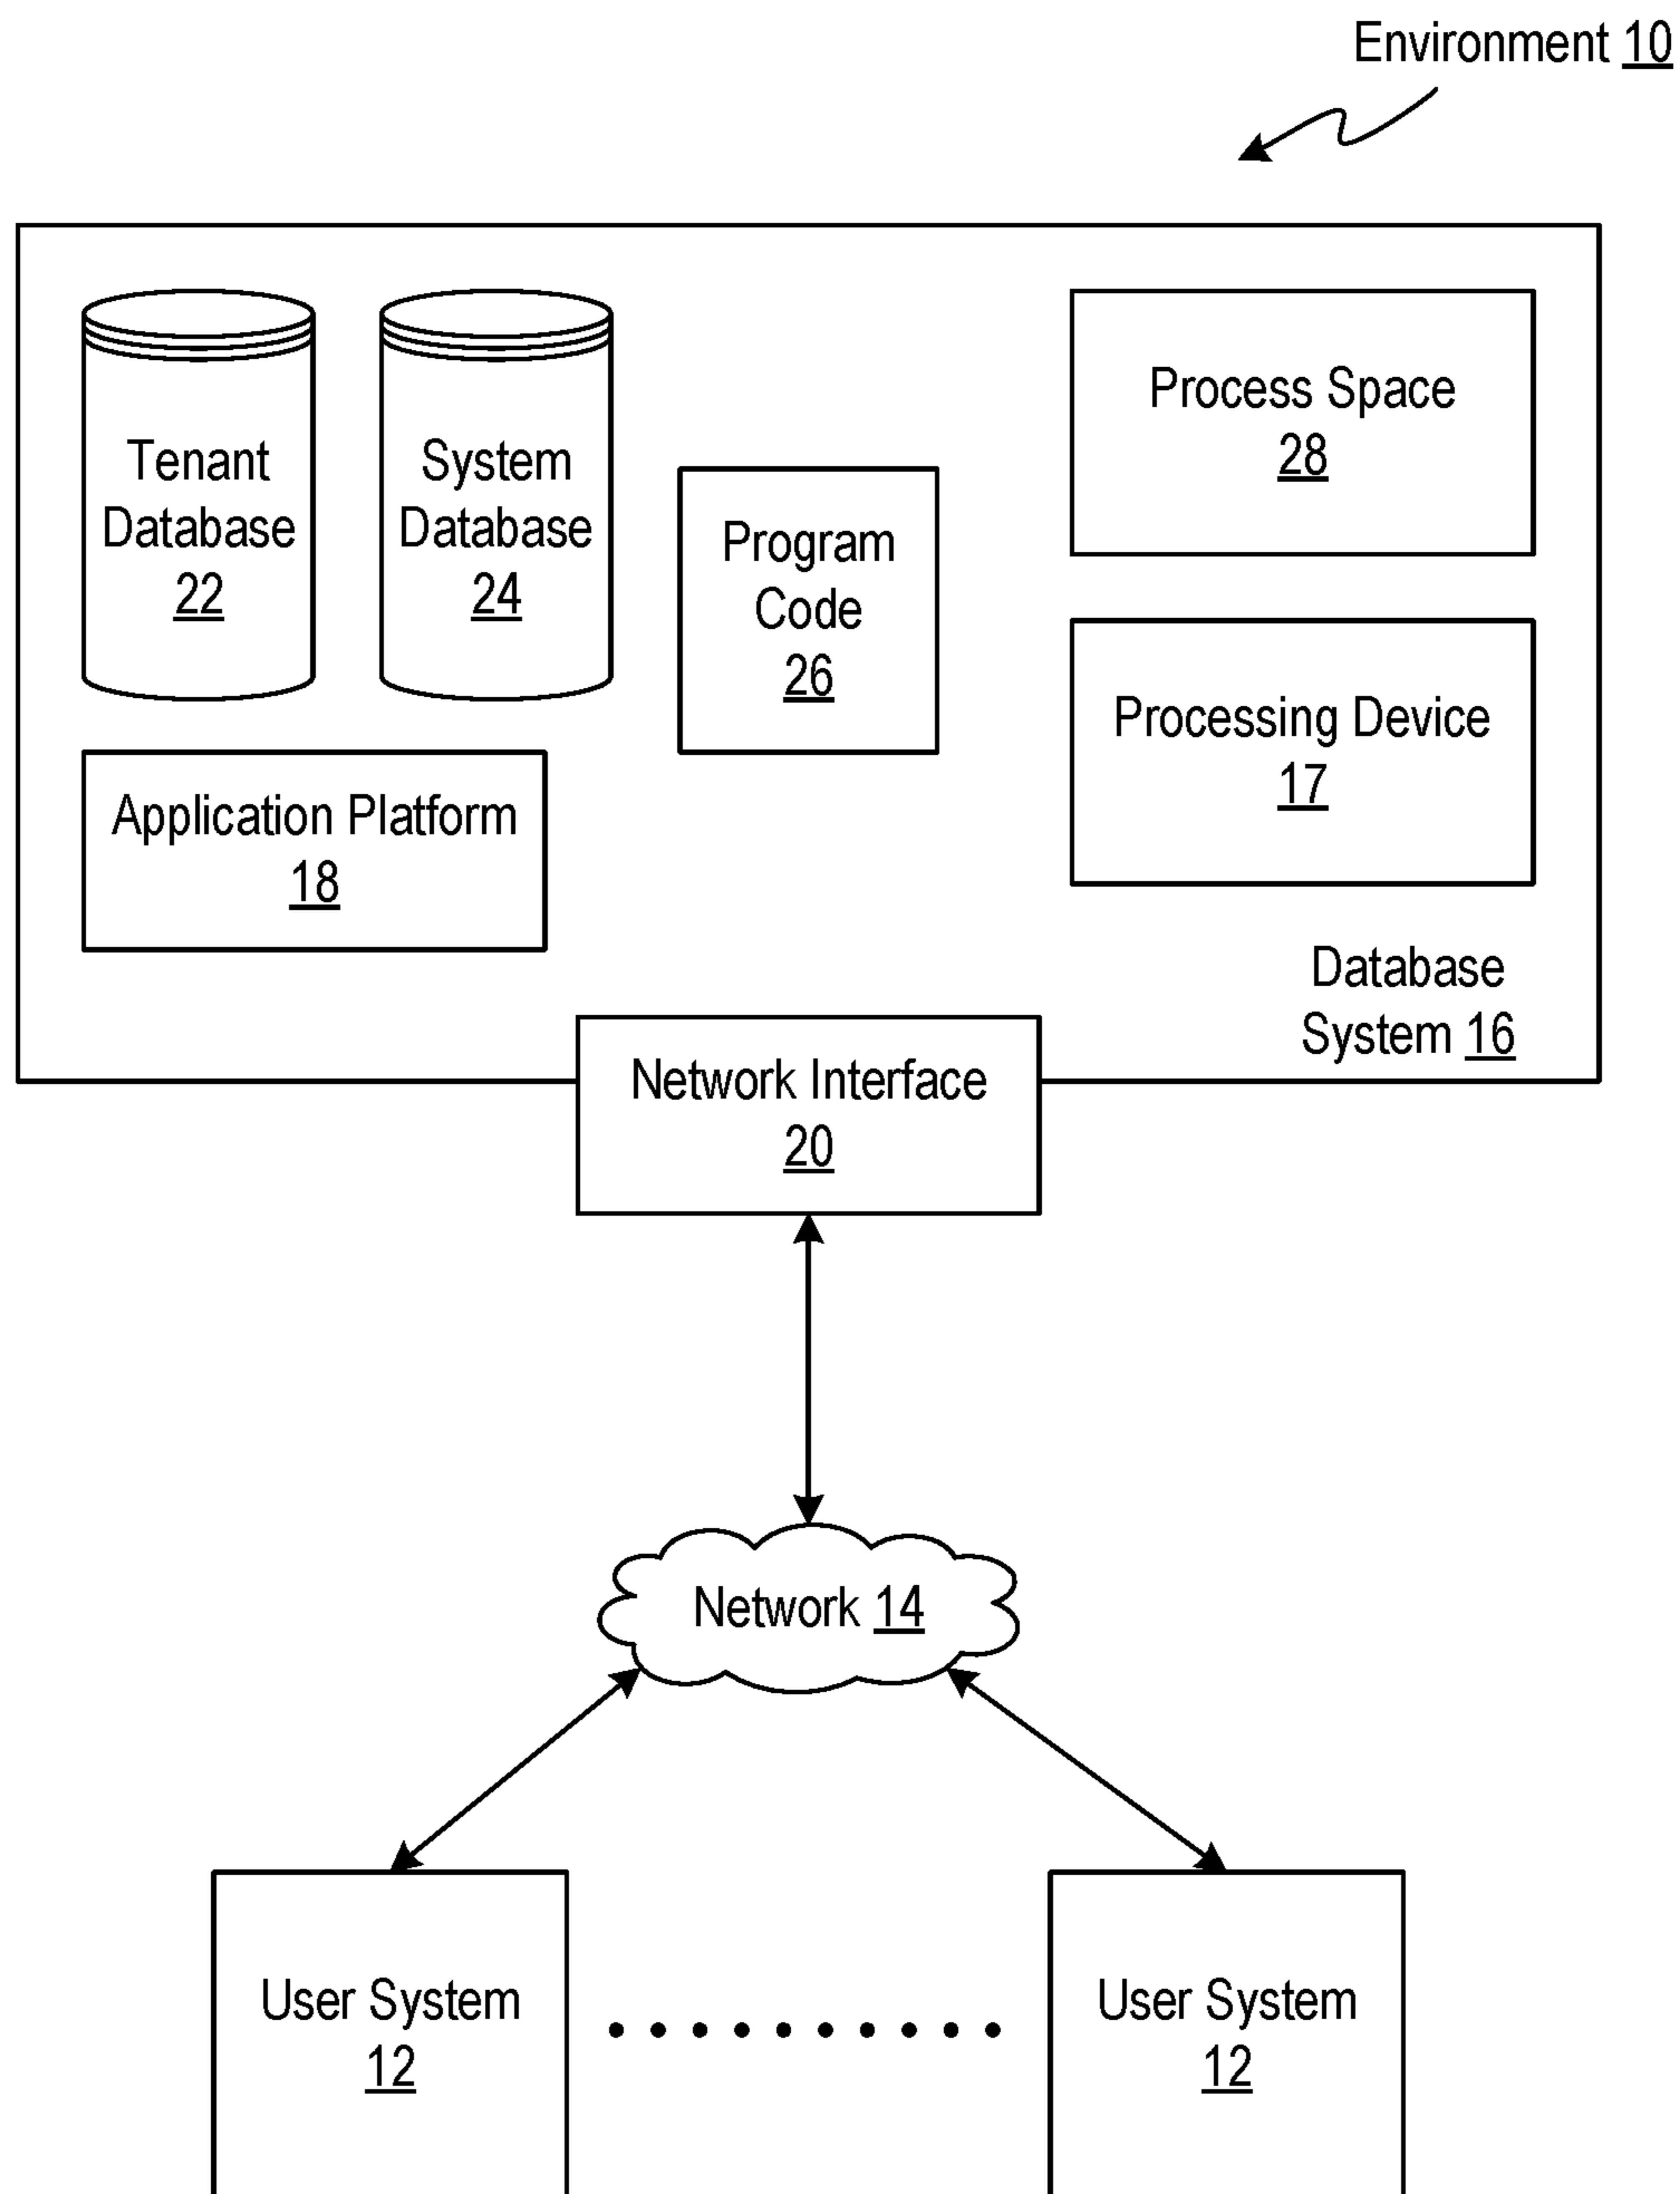 Environment 10
Tenant
Database
22
System
Database
24
Program
Code
26
Process Space
28
Processing Device
17
Application Platform
18
Database
System 16
Network Interface
20
Network 14
User System
12
User System
12